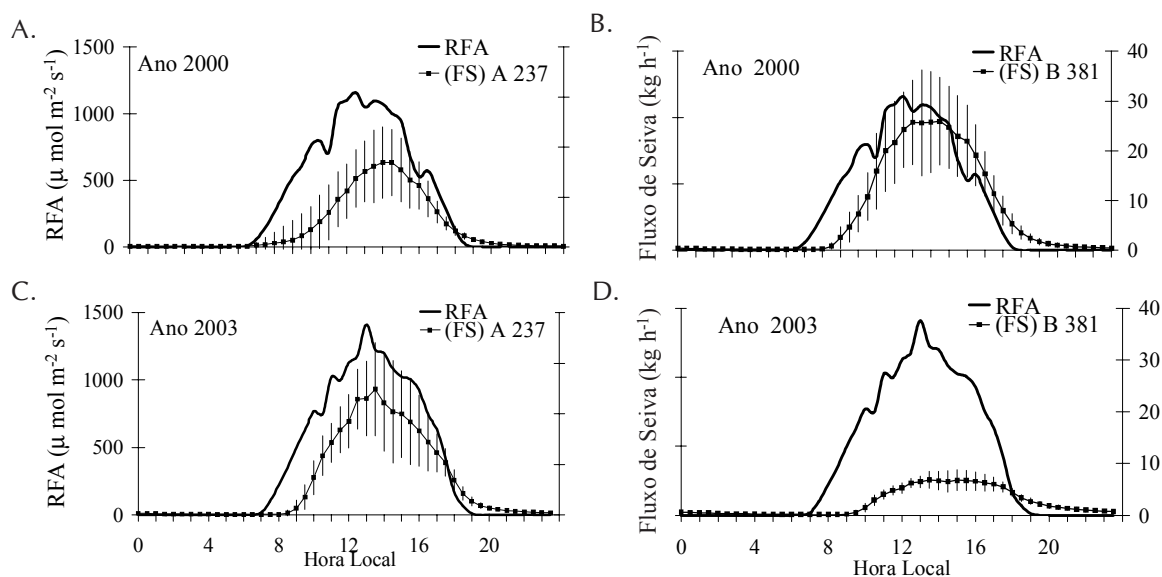 A.
RFA (µ mol m⁻² s⁻¹)
1500
1000
500
0
Ano 2000
RFA
(FS) A 237
B.
Fluxo de Seiva (kg h⁻¹)
Ano 2000
RFA
(FS) B 381
40
30
20
10
0
C.
RFA (µ mol m⁻² s⁻¹)
1500
1000
500
0
Ano 2003
RFA
(FS) A 237
0 4 8 12 16 20
Hora Local
D.
Fluxo de Seiva (kg h⁻¹)
Ano 2003
RFA
(FS) B 381
40
30
20
10
0
0 4 8 12 16 20
Hora Local